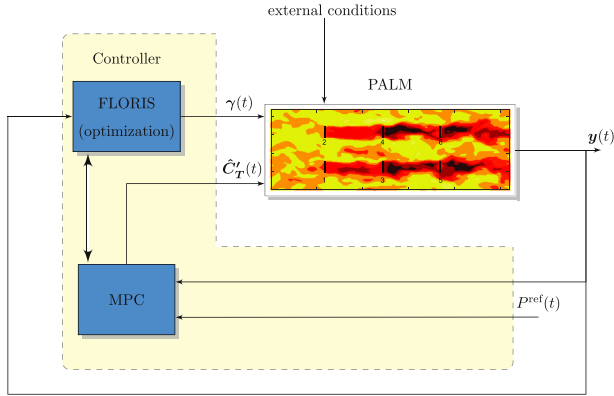 external conditions
Controller
PALM
FLORIS
(optimization)
γ(t)
2 4 6
y(t)
Ĉ′_T(t)
1 3 5
MPC
P^ref(t)